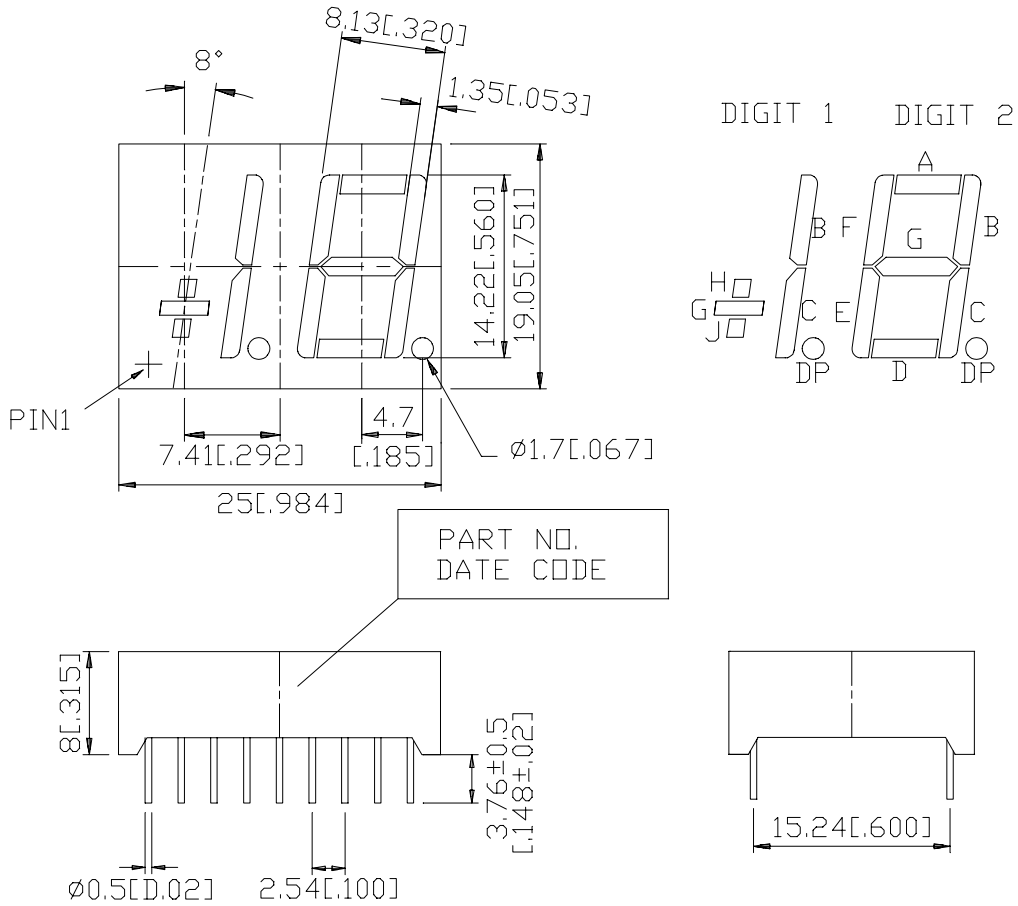 8.13[.320]
8°
1.35[.053]
DIGIT 1
DIGIT 2
A
B
F
G
B
14.22[.560]
19.05[.751]
H
G
J
C
E
C
DP
D
DP
PIN1
4.7
[.185]
7.41[.292]
Ø1.7[.067]
25[.984]
PART NO.
DATE CODE
8[.315]
3.76±0.5
[.148±.02]
15.24[.600]
Ø0.5[D.02]
2.54[.100]